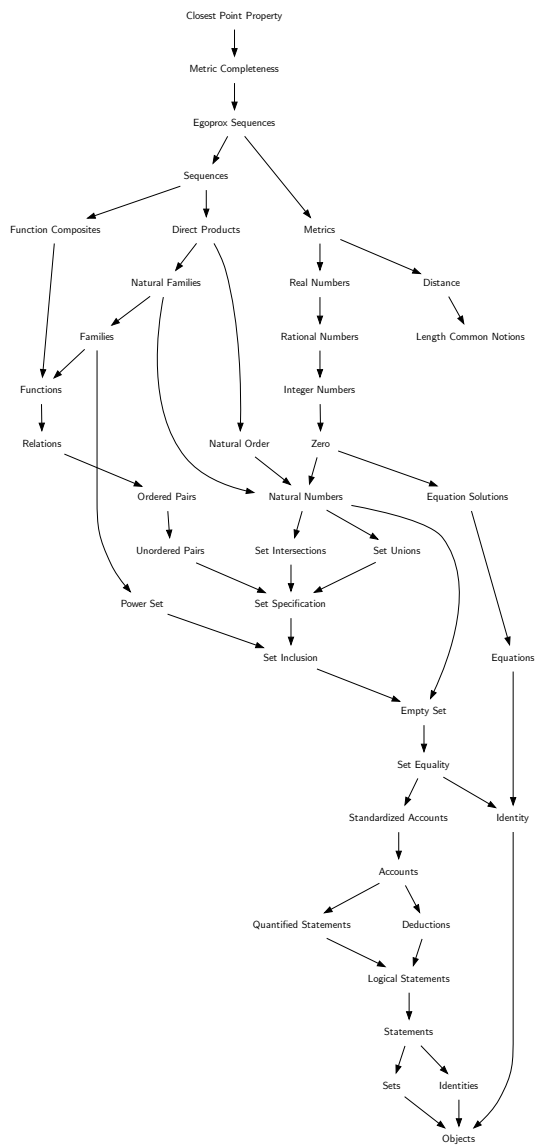 Closest Point Property
Metric Completeness
Egoprox Sequences
Sequences
Function Composites
Direct Products
Metrics
Natural Families
Real Numbers
Distance
Families
Rational Numbers
Length Common Notions
Functions
Integer Numbers
Relations
Natural Order
Zero
Ordered Pairs
Natural Numbers
Equation Solutions
Unordered Pairs
Set Intersections
Set Unions
Power Set
Set Specification
Set Inclusion
Equations
Empty Set
Set Equality
Standardized Accounts
Identity
Accounts
Quantified Statements
Deductions
Logical Statements
Statements
Sets
Identities
Objects